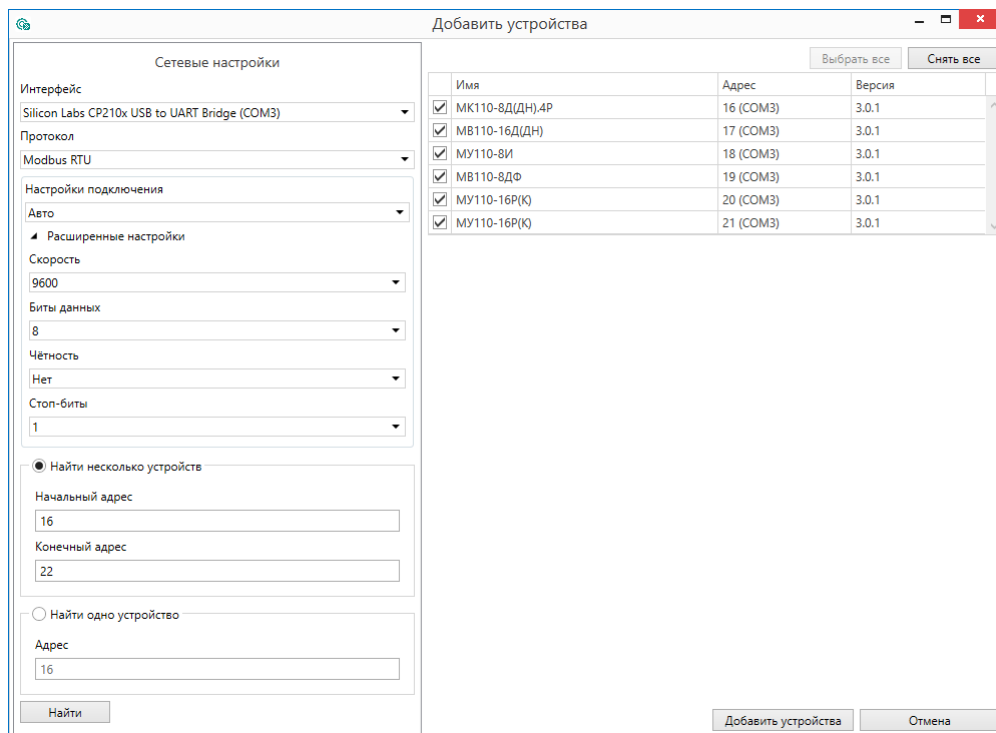 Добавить устройства
Сетевые настройки
Интерфейс
Silicon Labs CP210x USB to UART Bridge (COM3)
Протокол
Modbus RTU
Настройки подключения
Авто
Расширенные настройки
Скорость
9600
Биты данных
8
Чётность
Нет
Стоп-биты
1
Найти несколько устройств
Начальный адрес
16
Конечный адрес
22
Найти одно устройство
Адрес
16
Найти
Выбрать все Снять все
Имя Адрес Версия
МК110-8Д(ДН).4Р 16 (COM3) 3.0.1
МВ110-16Д(ДН) 17 (COM3) 3.0.1
МУ110-8И 18 (COM3) 3.0.1
МВ110-8ДФ 19 (COM3) 3.0.1
МУ110-16Р(К) 20 (COM3) 3.0.1
МУ110-16Р(К) 21 (COM3) 3.0.1
Добавить устройства Отмена